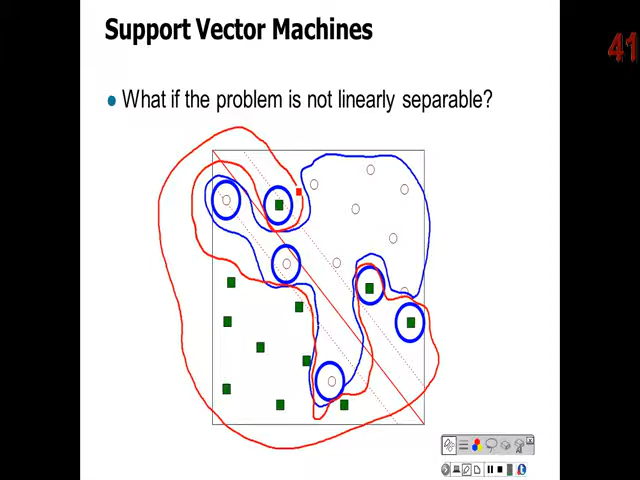 Support Vector Machines
41
● What if the problem is not linearly separable?